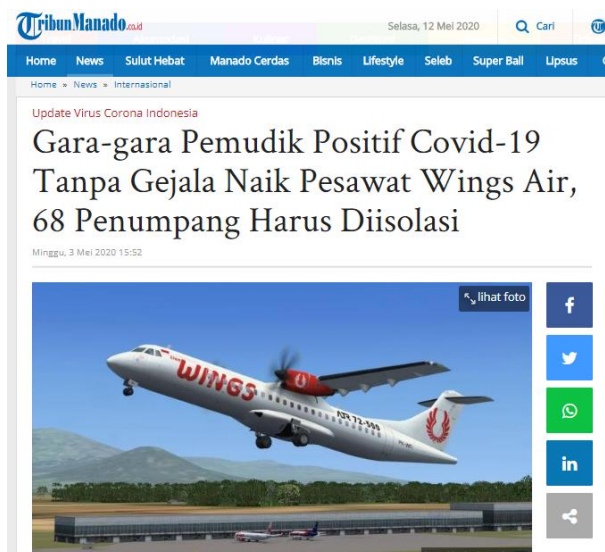 TribunManado.co.id
Selasa, 12 Mei 2020
Cari
Home News Sulut Hebat Manado Cerdas Bisnis Lifestyle Seleb Super Ball Lipsus
Home » News » Internasional
Update Virus Corona Indonesia
Gara-gara Pemudik Positif Covid-19
Tanpa Gejala Naik Pesawat Wings Air,
68 Penumpang Harus Diisolasi
Minggu, 3 Mei 2020 15:52
lihat foto
WINGS
ATR 72-500
f
in